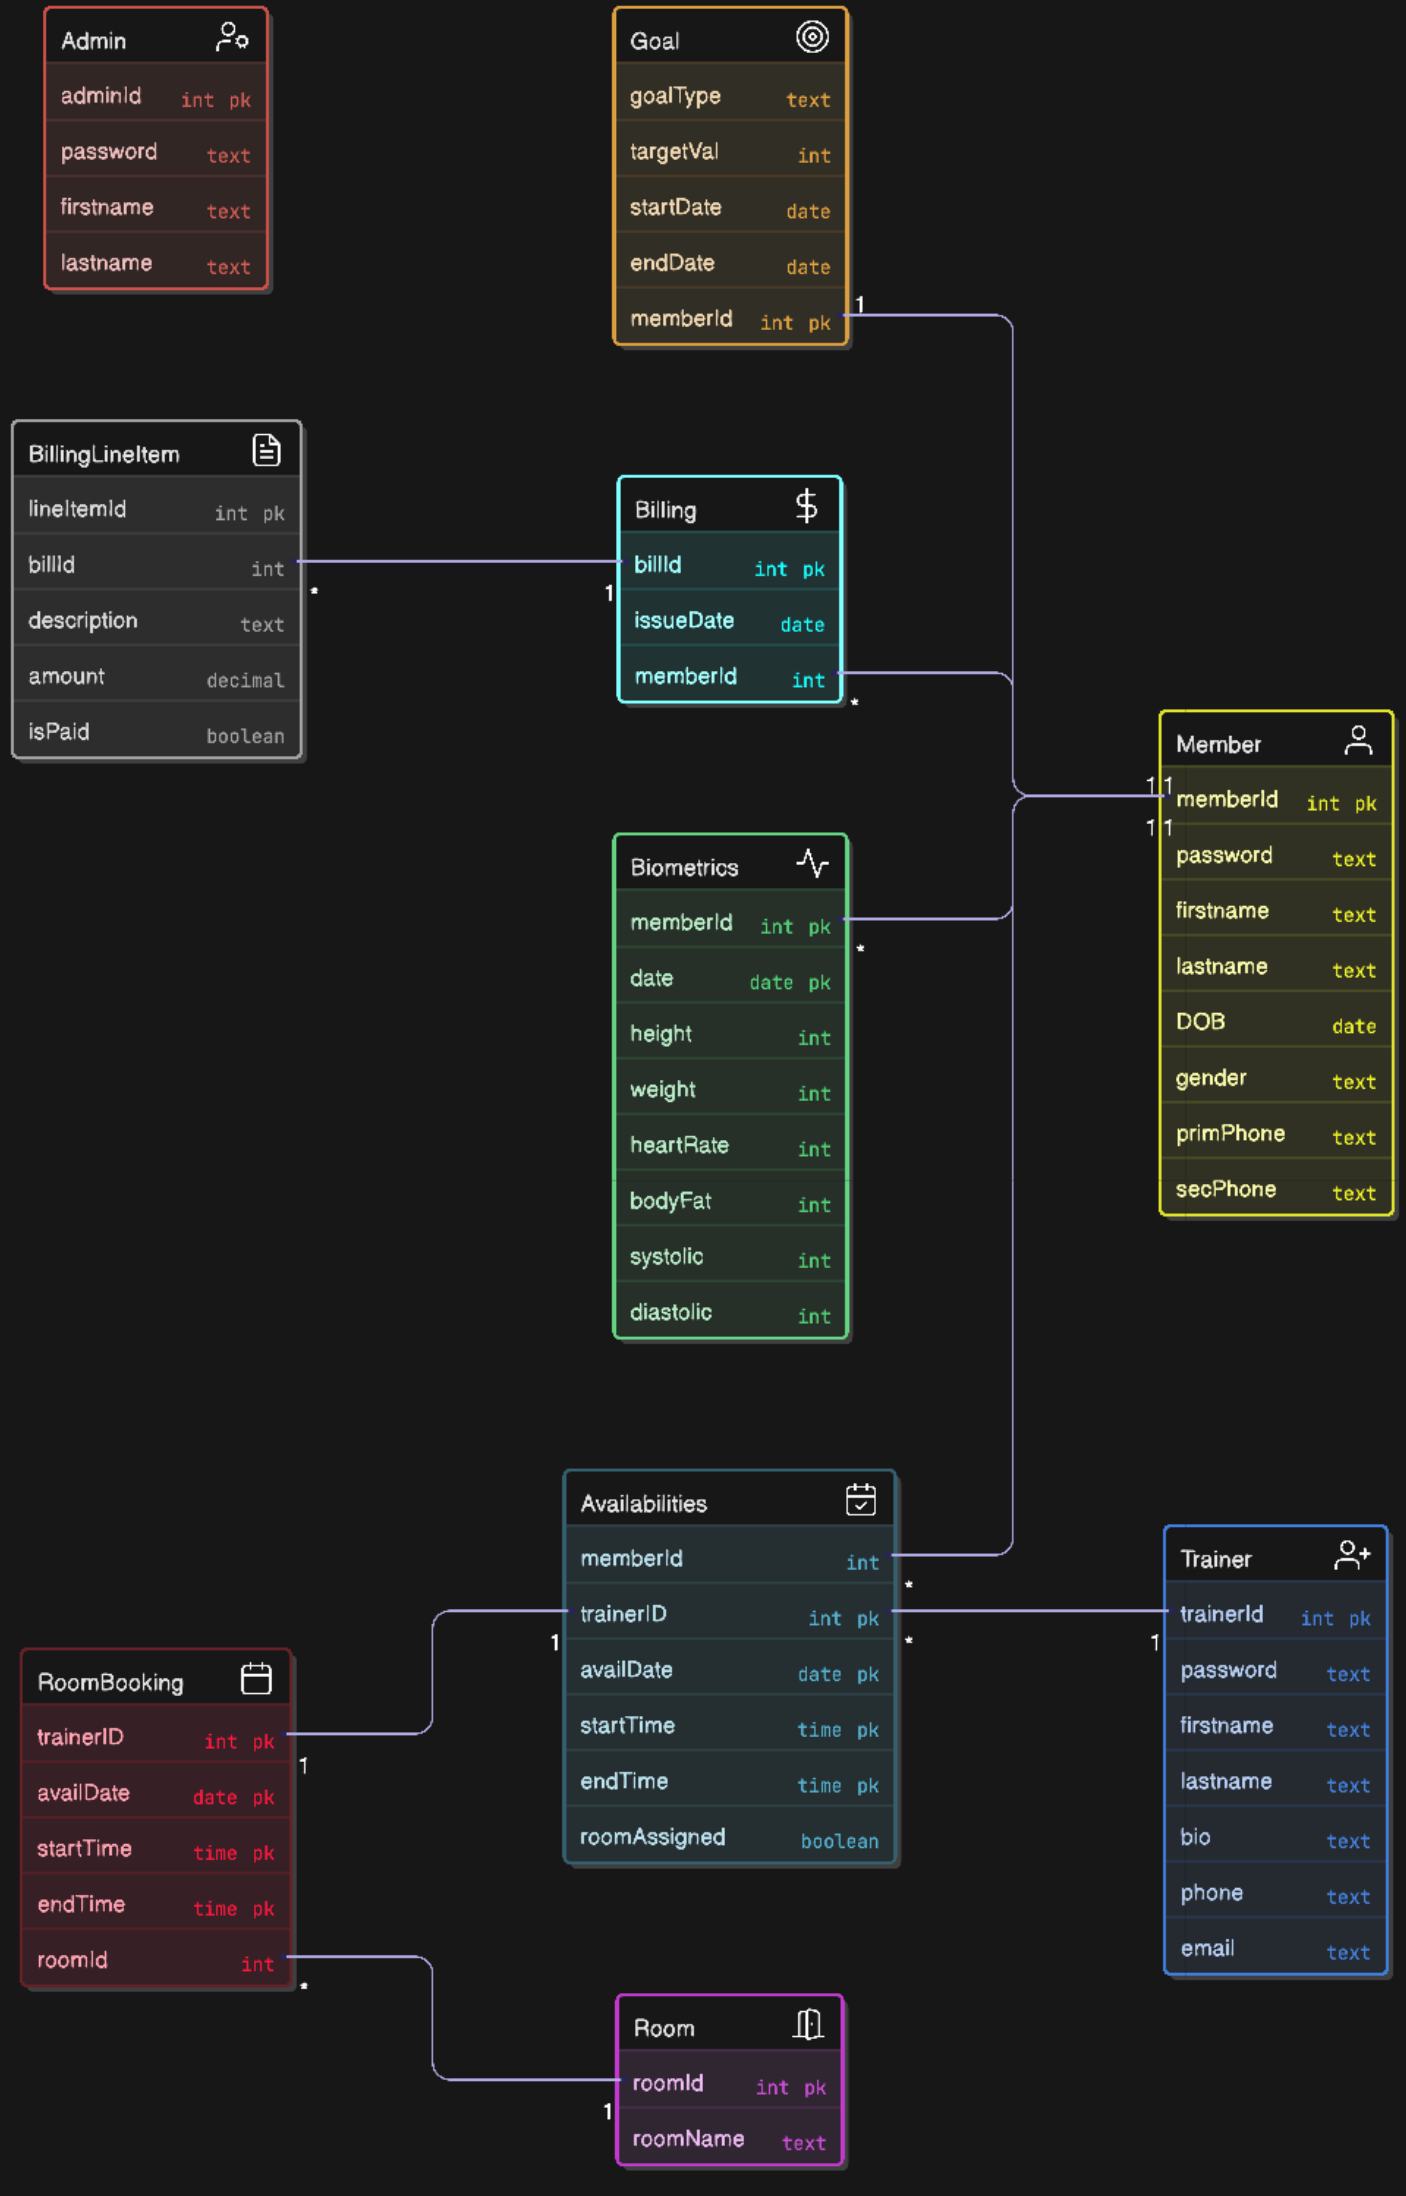 Admin
adminId int pk
password text
firstname text
lastname text
Goal
goalType text
targetVal int
startDate date
endDate date
memberId int pk
1
BillingLineItem
lineItemId int pk
billId int
*
description text
amount decimal
isPaid boolean
Billing
billId int pk
1
issueDate date
memberId int
*
Member
1 1
memberId int pk
1 1
password text
firstname text
lastname text
DOB date
gender text
primPhone text
secPhone text
Biometrics
memberId int pk
*
date date pk
height int
weight int
heartRate int
bodyFat int
systolic int
diastolic int
Availabilities
memberId int
*
trainerID int pk
1 *
availDate date pk
startTime time pk
endTime time pk
roomAssigned boolean
Trainer
trainerId int pk
1
password text
firstname text
lastname text
bio text
phone text
email text
RoomBooking
trainerID int pk
1
availDate date pk
startTime time pk
endTime time pk
roomId int
*
Room
roomId int pk
1
roomName text